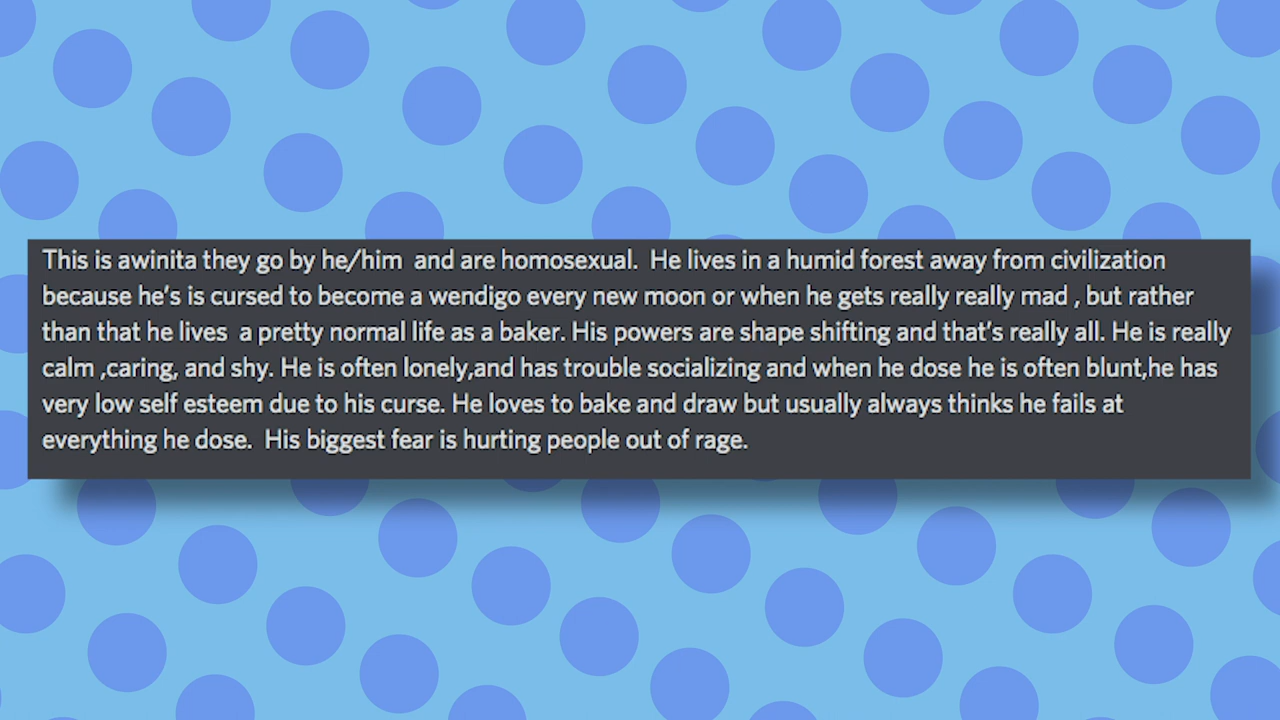 This is awinita they go by he/him  and are homosexual.  He lives in a humid forest away from civilization
because he's is cursed to become a wendigo every new moon or when he gets really really mad , but rather
than that he lives  a pretty normal life as a baker. His powers are shape shifting and that's really all. He is really
calm ,caring, and shy. He is often lonely,and has trouble socializing and when he dose he is often blunt,he has
very low self esteem due to his curse. He loves to bake and draw but usually always thinks he fails at
everything he dose.  His biggest fear is hurting people out of rage.